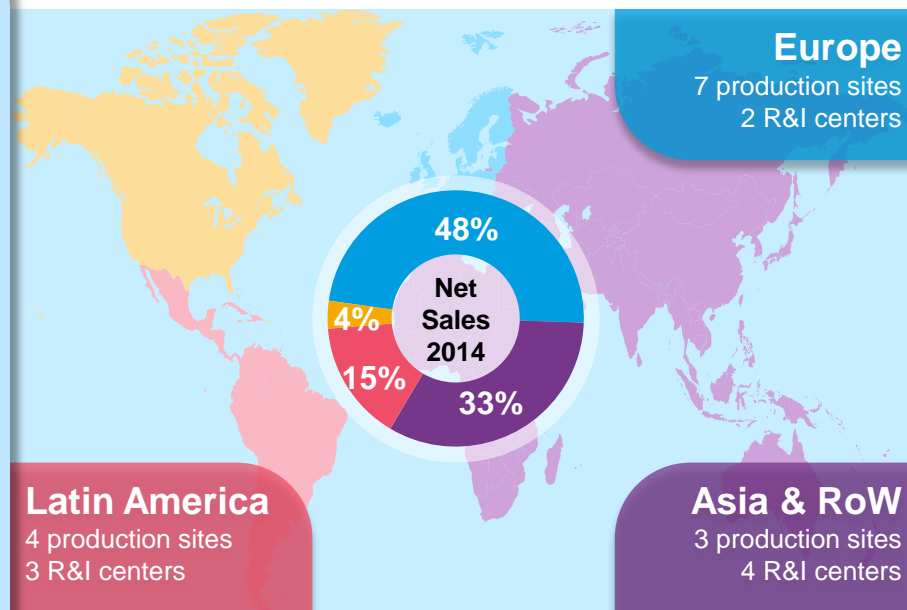 Europe
7 production sites
2 R&I centers
48%
Net
Sales
2014
4%
15%
33%
Latin America
4 production sites
3 R&I centers
Asia & RoW
3 production sites
4 R&I centers